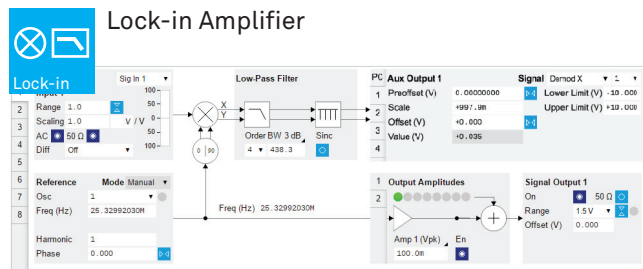 Lock-in Amplifier
Lock-in
Sig In 1
Low-Pass Filter
PC Aux Output 1 Signal Demod X
1 Preoffset (V) 0.00000000 Lower Limit (V) -10.000
2 Range 1.0 100 -
50 -
X
Y
2 Scale +997.9m Upper Limit (V) +10.000
3 Scaling 1.0 V / V
0 -
Order BW 3 dB Sinc
3 Offset (V) +0.000
4 AC 50 Ω
50 -
4 438.3
Value (V) +0.035
4
5 Diff Off
100 -
0 90
6 Reference Mode Manual
1 Output Amplitudes
Signal Output 1
7 Osc 1
2
On 50 Ω
8 Freq (Hz) 25.32992030M
Freq (Hz) 25.32992030M
Range 1.5 V
Offset (V) 0.000
Harmonic 1
Amp 1 (Vpk) En
Phase 0.000
100.0m